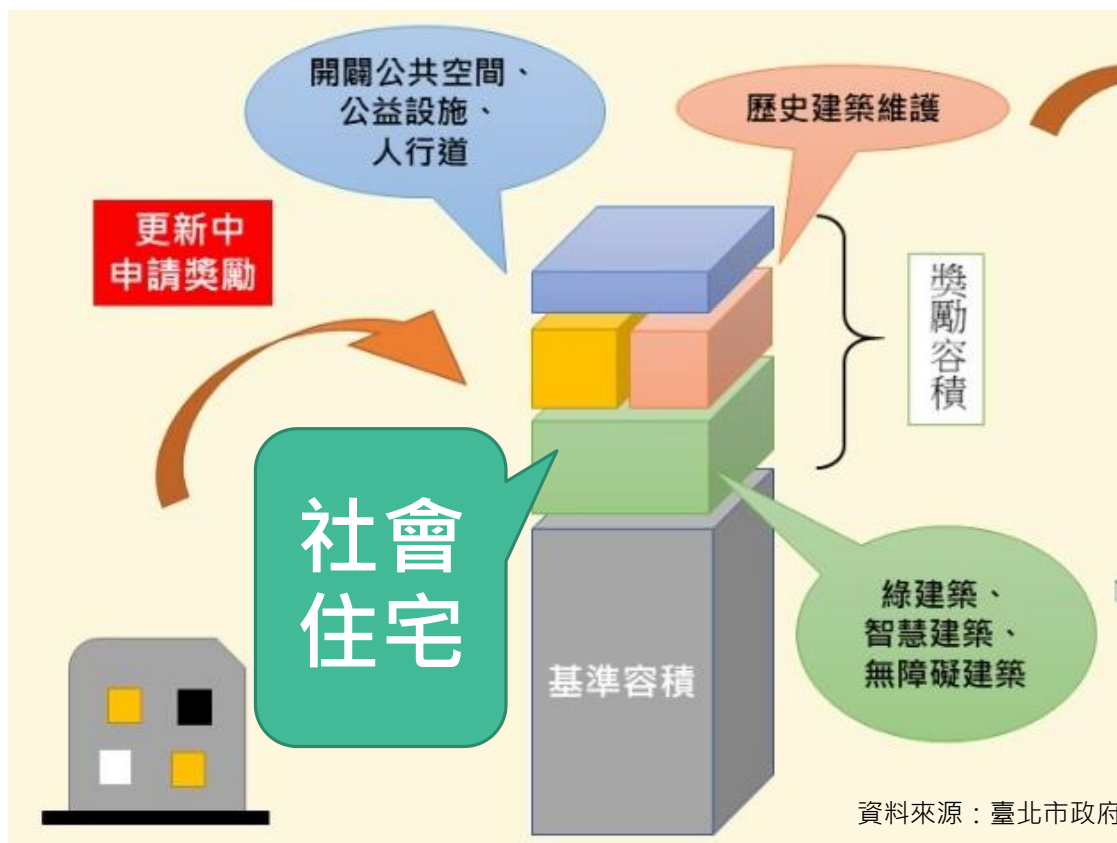 開闢公共空間、
公益設施、
人行道
歷史建築維護
更新中
申請獎勵
獎勵容積
社會
住宅
基準容積
綠建築、
智慧建築、
無障礙建築
資料來源：臺北市政府